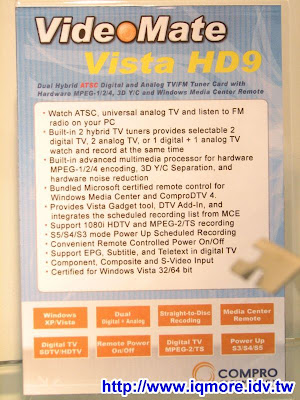 VideoMate
Vista HD9
Dual Hybrid ATSC Digital and Analog TV/FM Tuner Card with
Hardware MPEG-1/2/4, 3D Y/C and Windows Media Center Remote
• Watch ATSC, universal analog TV and listen to FM
radio on your PC
• Built-in 2 hybrid TV tuners provides selectable 2
digital TV, 2 analog TV, or 1 digital + 1 analog TV
watch and record at the same time
• Built-in advanced multimedia processor for hardware
MPEG-1/2/4 encoding, 3D Y/C Separation, and
hardware noise reduction
• Bundled Microsoft certified remote control for
Windows Media Center and ComproDTV 4.
• Provides Vista Gadget tool, DTV Add-In, and
integrates the scheduled recording list from MCE
• Support 1080i HDTV and MPEG-2/TS recording
• S5/S4/S3 mode Power Up Scheduled Recording
• Convenient Remote Controlled Power On/Off
• Support EPG, Subtitle, and Teletext in digital TV
• Component, Composite and S-Video Input
• Certified for Windows Vista 32/64 bit
Windows
XP/Vista
Dual
Digital + Analog
Straight-to-Disc
Recoding
Media Center
Remote
Digital TV
SDTV/HDTV
Remote Power
On/Off
Digital TV
MPEG-2/TS
Power Up
S3/S4/S5
COMPRO
http://www.iqmore.idv.tw